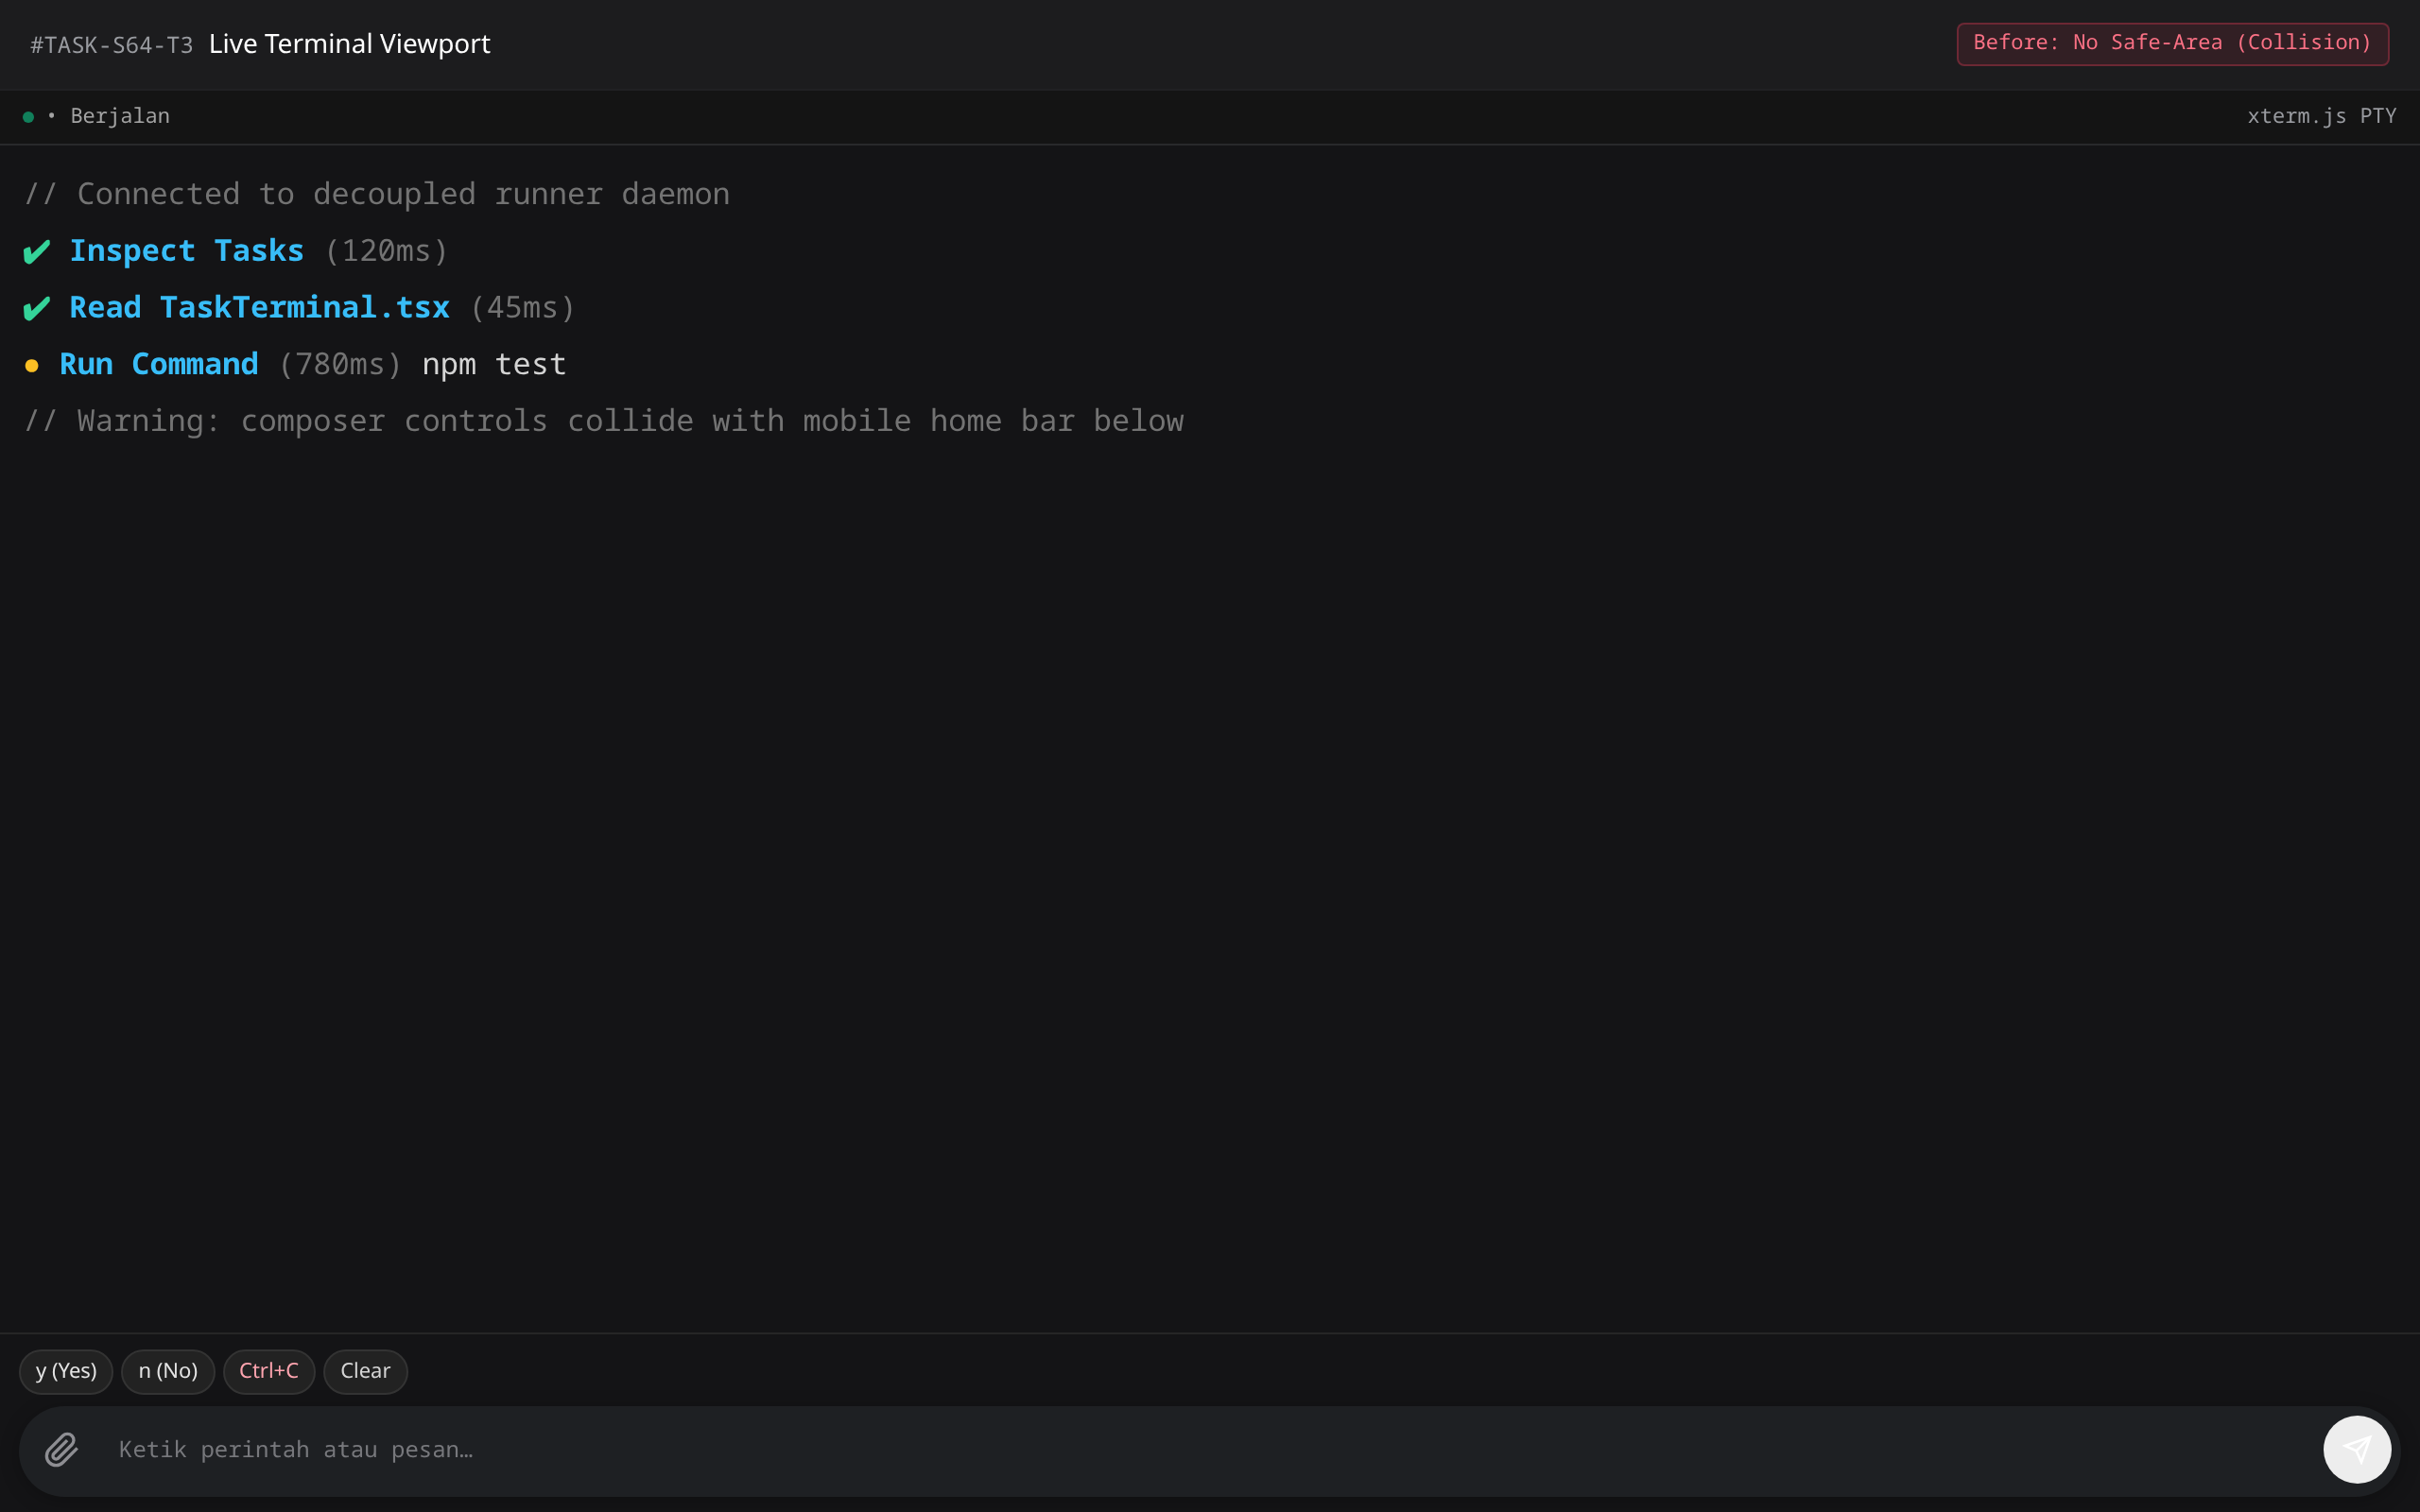 #TASK-S64-T3 Live Terminal Viewport
Before: No Safe-Area (Collision)
• Berjalan
xterm.js PTY
// Connected to decoupled runner daemon
✔ Inspect Tasks (120ms)
✔ Read TaskTerminal.tsx (45ms)
● Run Command (780ms) npm test
// Warning: composer controls collide with mobile home bar below
y (Yes)
n (No)
Ctrl+C
Clear
Ketik perintah atau pesan…